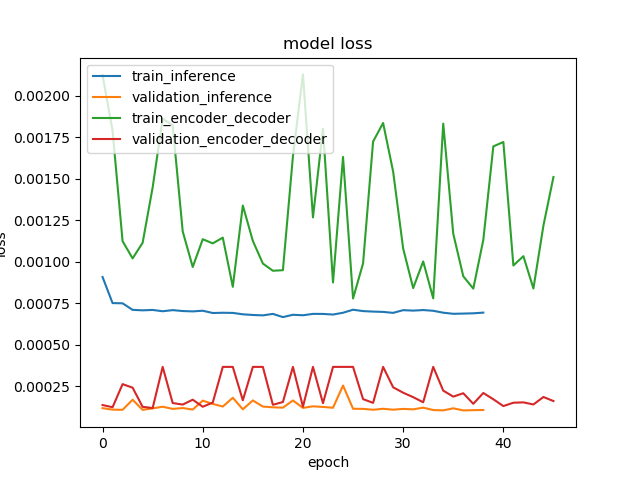 model loss
train_inference
validation_inference
train_encoder_decoder
validation_encoder_decoder
0.00200
0.00175
0.00150
0.00125
0.00100
0.00075
0.00050
0.00025
loss
0 10 20 30 40
epoch